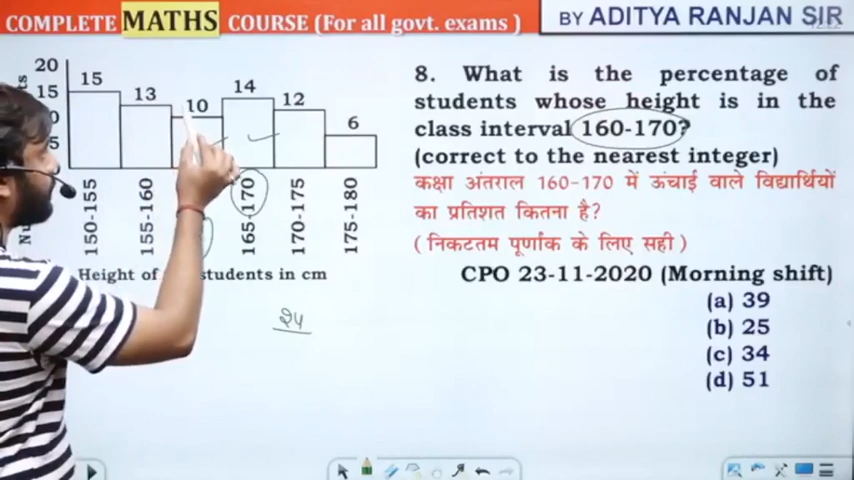 COMPLETE MATHS COURSE (For all govt. exams )
BY ADITYA RANJAN SIR
20
15
5
15
13
10
14
12
6
150-155
155-160
165-170
170-175
175-180
Height of students in cm
२५
8. What is the percentage of
students whose height is in the
class interval 160-170?
(correct to the nearest integer)
कक्षा अंतराल 160-170 में ऊंचाई वाले विद्यार्थियों
का प्रतिशत कितना है?
( निकटतम पूर्णांक के लिए सही )
CPO 23-11-2020 (Morning shift)
(a) 39
(b) 25
(c) 34
(d) 51